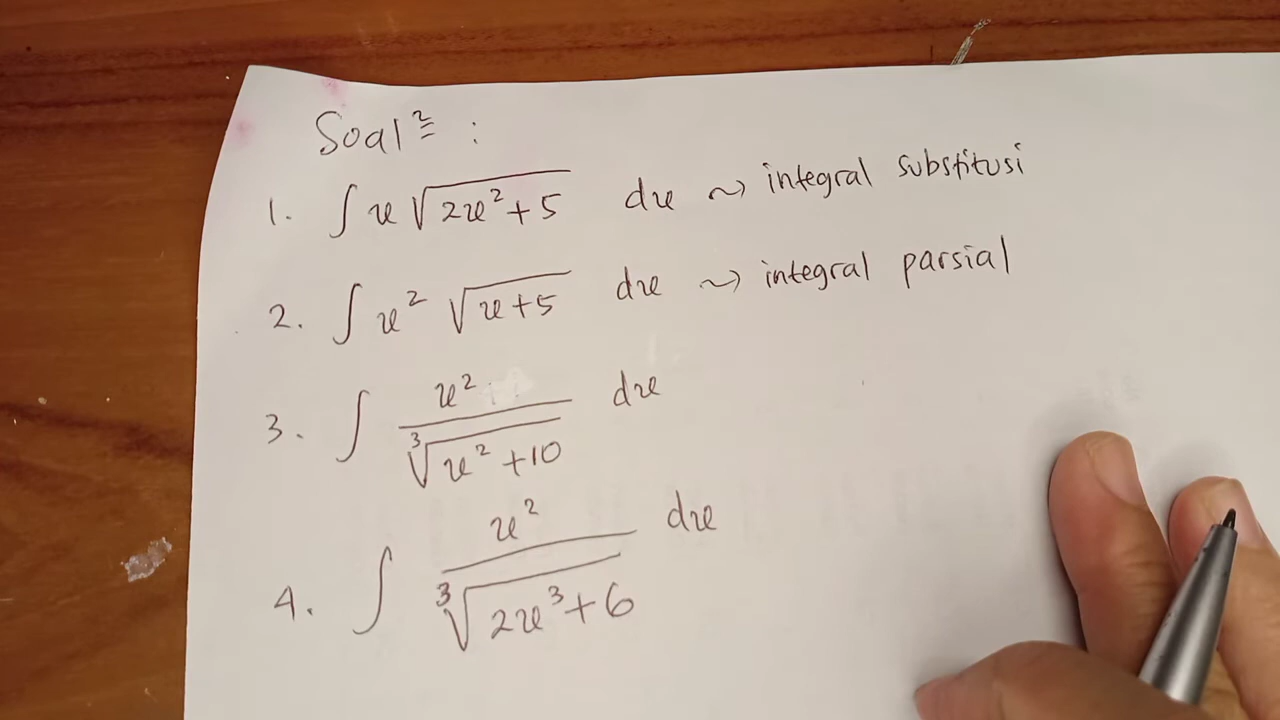 Soal² :
1. ∫ x √(2x² + 5) dx ⤳ integral substitusi
2. ∫ x² √(x + 5) dx ⤳ integral parsial
3. ∫ x² / ∛(x² + 10) dx
4. ∫ x² / ∛(2x³ + 6) dx